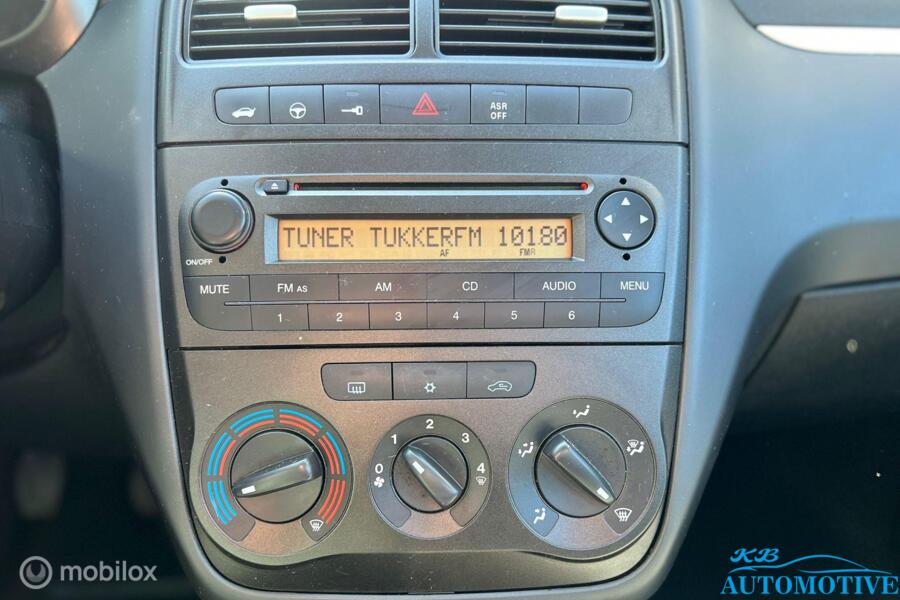 ASR
OFF
TUNER TUKKERFM 10180
AF FMR
ON/OFF
MUTE FM AS AM CD AUDIO MENU
1 2 3 4 5 6
0 1 2 3 4
mobilox
KB
AUTOMOTIVE